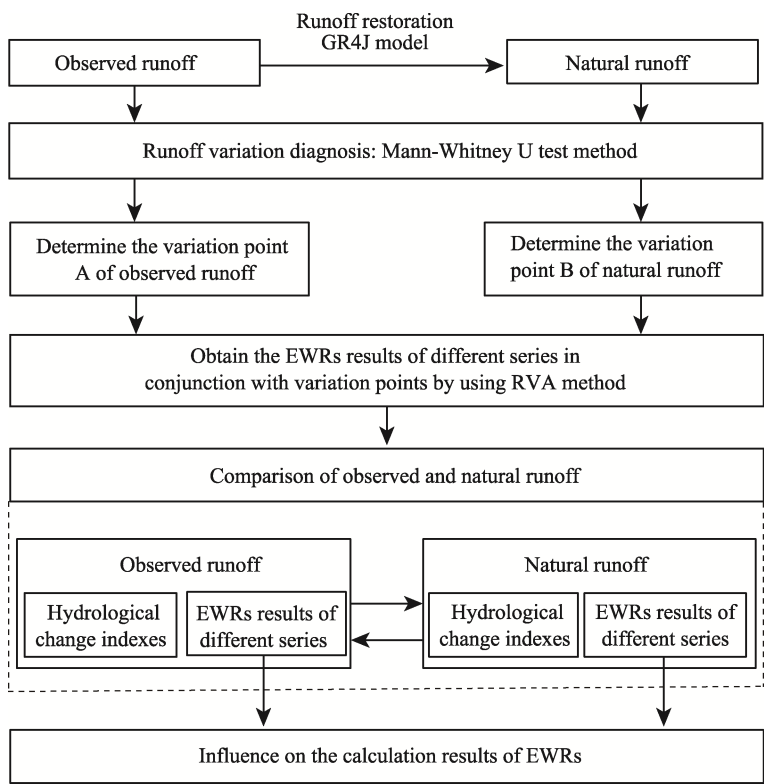 Runoff restoration
GR4J model
Observed runoff
Natural runoff
Runoff variation diagnosis: Mann-Whitney U test method
Determine the variation point
A of observed runoff
Determine the variation
point B of natural runoff
Obtain the EWRs results of different series in
conjunction with variation points by using RVA method
Comparison of observed and natural runoff
Observed runoff
Hydrological
change indexes
EWRs results of
different series
Natural runoff
Hydrological
change indexes
EWRs results of
different series
Influence on the calculation results of EWRs